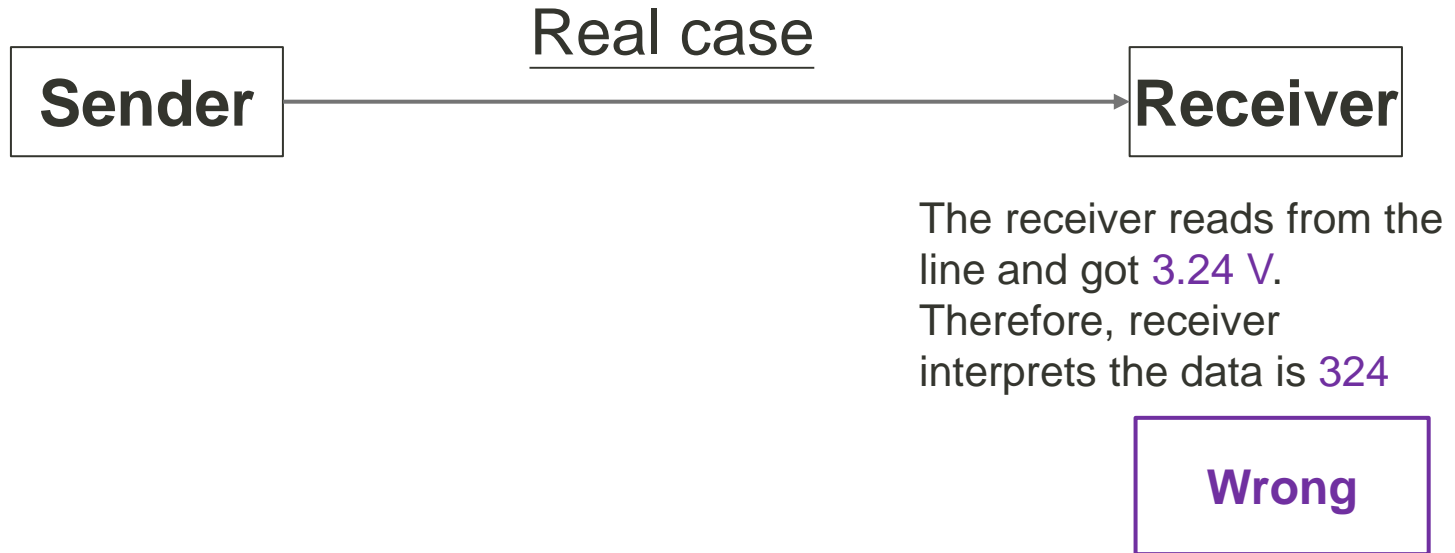 Real case
Sender
Receiver
The receiver reads from the
line and got 3.24 V.
Therefore, receiver
interprets the data is 324
Wrong